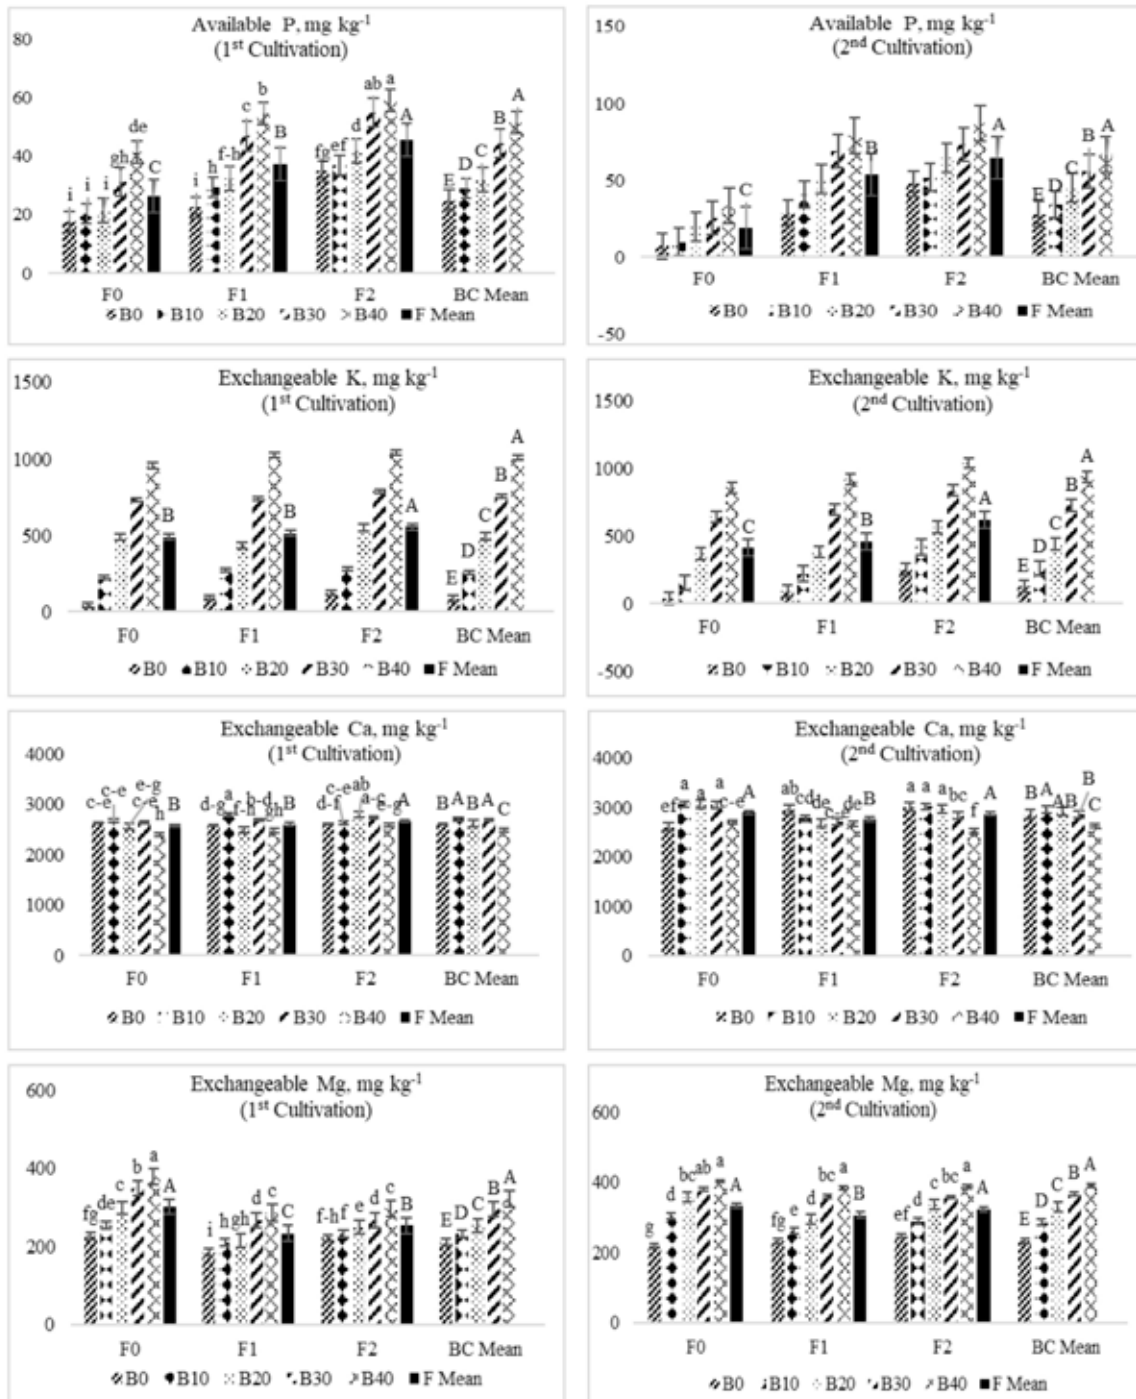 Available P, mg kg⁻¹
(1ˢᵗ Cultivation)
80
60
40
20
0
i i i gh de C
i h f-h c b B
fg ef d ab a A
E D C B A
F0 F1 F2 BC Mean
B0 B10 B20 B30 B40 F Mean
Available P, mg kg⁻¹
(2ⁿᵈ Cultivation)
150
100
50
0
-50
C B A
E D C B A
F0 F1 F2 BC Mean
B0 B10 B20 B30 B40 F Mean
Exchangeable K, mg kg⁻¹
(1ˢᵗ Cultivation)
1500
1000
500
0
B B A
E D C B A
F0 F1 F2 BC Mean
B0 B10 B20 B30 B40 F Mean
Exchangeable K, mg kg⁻¹
(2ⁿᵈ Cultivation)
1500
1000
500
0
-500
C B A
E D C B A
F0 F1 F2 BC Mean
B0 B10 B20 B30 B40 F Mean
Exchangeable Ca, mg kg⁻¹
(1ˢᵗ Cultivation)
4000
3000
2000
1000
0
c-e c-e e-g c-e h B
d-g a f-h b-d gh B
d-f c-e ab a-c e-g A
B A B A C
F0 F1 F2 BC Mean
B0 B10 B20 B30 B40 F Mean
Exchangeable Ca, mg kg⁻¹
(2ⁿᵈ Cultivation)
4000
3000
2000
1000
0
ef a a a c-e A
ab cd de c-e de B
a a a bc f A
B A AB B C
F0 F1 F2 BC Mean
B0 B10 B20 B30 B40 F Mean
Exchangeable Mg, mg kg⁻¹
(1ˢᵗ Cultivation)
600
400
200
0
fg de c b a A
i h gh d c C
f-h f e d c B
E D C B A
F0 F1 F2 BC Mean
B0 B10 B20 B30 B40 F Mean
Exchangeable Mg, mg kg⁻¹
(2ⁿᵈ Cultivation)
600
400
200
0
g d bc ab a A
fg e d bc a B
ef d c bc a A
E D C B A
F0 F1 F2 BC Mean
B0 B10 B20 B30 B40 F Mean